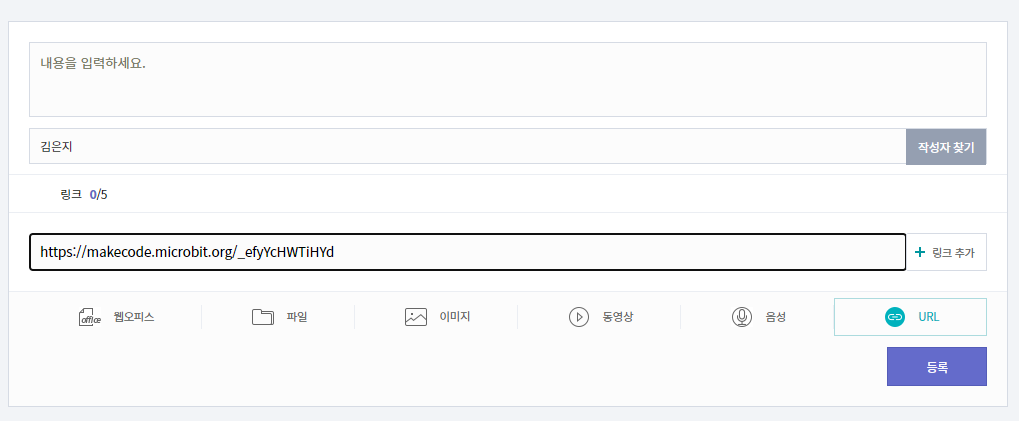 내용을 입력하세요.
김은지
작성자 찾기
링크 0/5
https://makecode.microbit.org/_efyYcHWTiHYd
+ 링크 추가
office 웹오피스 파일 이미지 동영상 음성 URL
등록